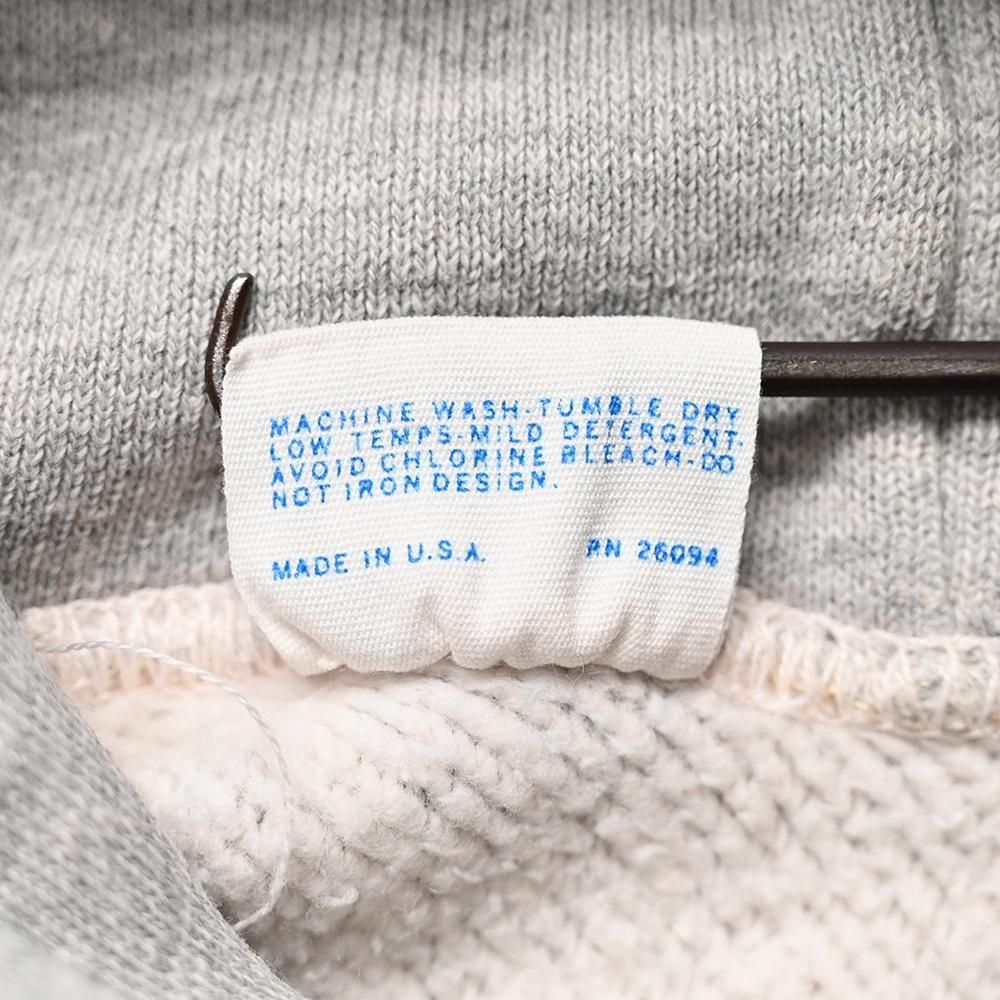 MACHINE WASH-TUMBLE DRY
LOW TEMPS-MILD DETERGENT-
AVOID CHLORINE BLEACH-DO
NOT IRON DESIGN.
MADE IN U.S.A. RN 26094